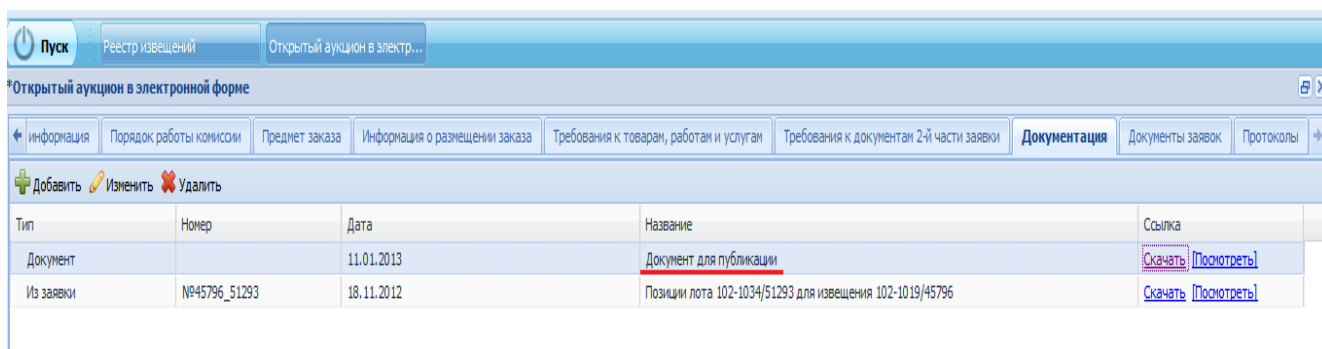 Пуск Реестр извещений Открытый аукцион в электр...
*Открытый аукцион в электронной форме
информация Порядок работы комиссии Предмет заказа Информация о размещении заказа Требования к товарам, работам и услугам Требования к документам 2-й части заявки Документация Документы заявок Протоколы
Добавить Изменить Удалить
Тип Номер Дата Название Ссылка
Документ 11.01.2013 Документ для публикации Скачать [Посмотреть]
Из заявки №45796_51293 18.11.2012 Позиции лота 102-1034/51293 для извещения 102-1019/45796 Скачать [Посмотреть]